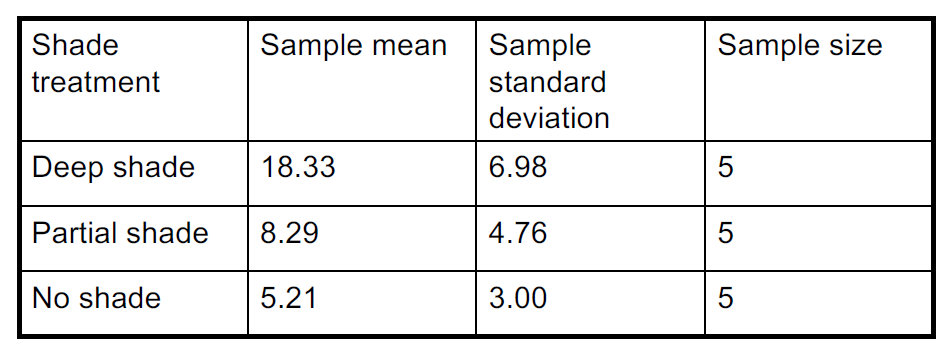 Shade treatment | Sample mean | Sample standard deviation | Sample size
Deep shade | 18.33 | 6.98 | 5
Partial shade | 8.29 | 4.76 | 5
No shade | 5.21 | 3.00 | 5